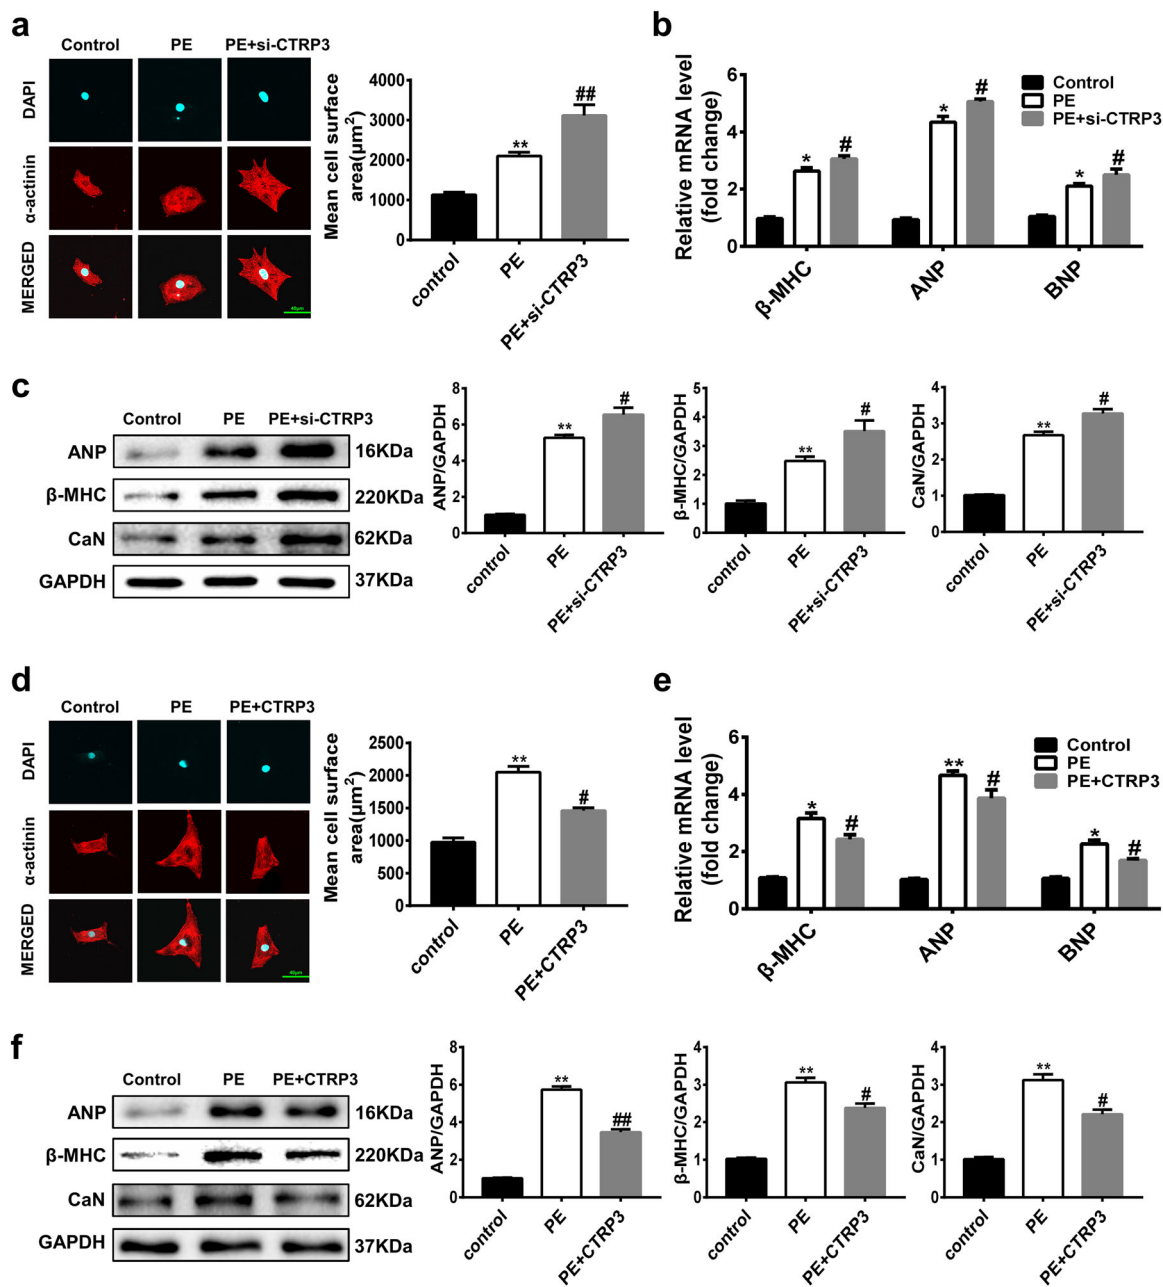 a
Control PE PE+si-CTRP3
DAPI
α-actinin
MERGED
40μm
Mean cell surface
area(μm²)
4000
3000
2000
1000
0
**
##
control
PE
PE+si-CTRP3
b
Relative mRNA level
(fold change)
6
4
2
0
* # * # * #
Control
PE
PE+si-CTRP3
β-MHC ANP BNP
c
Control PE PE+si-CTRP3
ANP 16KDa
β-MHC 220KDa
CaN 62KDa
GAPDH 37KDa
ANP/GAPDH
8
6
4
2
0
**
#
control
PE
PE+si-CTRP3
β-MHC/GAPDH
5
4
3
2
1
0
**
#
control
PE
PE+si-CTRP3
CaN/GAPDH
4
3
2
1
0
**
#
control
PE
PE+si-CTRP3
d
Control PE PE+CTRP3
DAPI
α-actinin
MERGED
40μm
Mean cell surface
area(μm²)
2500
2000
1500
1000
500
0
**
#
control
PE
PE+CTRP3
e
Relative mRNA level
(fold change)
6
4
2
0
* # ** # * #
Control
PE
PE+CTRP3
β-MHC ANP BNP
f
Control PE PE+CTRP3
ANP 16KDa
β-MHC 220KDa
CaN 62KDa
GAPDH 37KDa
ANP/GAPDH
8
6
4
2
0
**
##
control
PE
PE+CTRP3
β-MHC/GAPDH
4
3
2
1
0
**
#
control
PE
PE+CTRP3
CaN/GAPDH
4
3
2
1
0
**
#
control
PE
PE+CTRP3